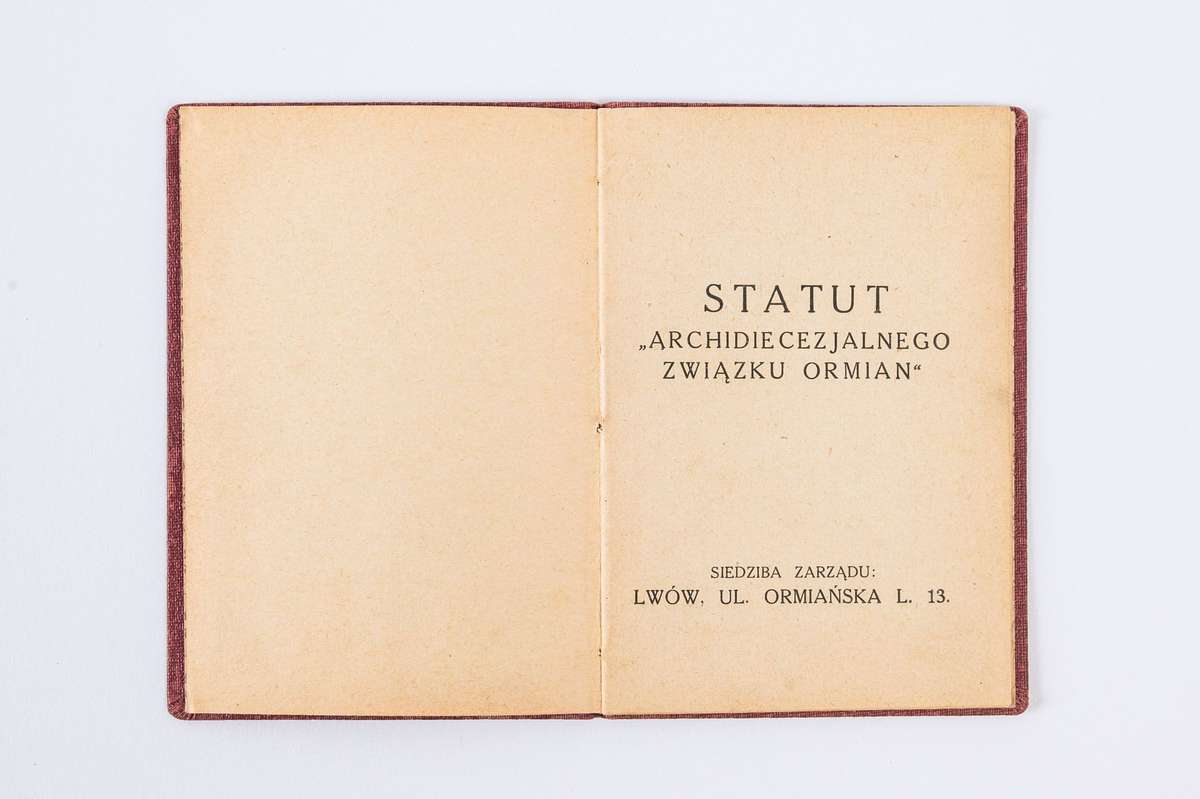 STATUT
„ARCHIDIECEZJALNEGO
ZWIĄZKU ORMIAN“
SIEDZIBA ZARZĄDU:
LWÓW, UL. ORMIAŃSKA L. 13.